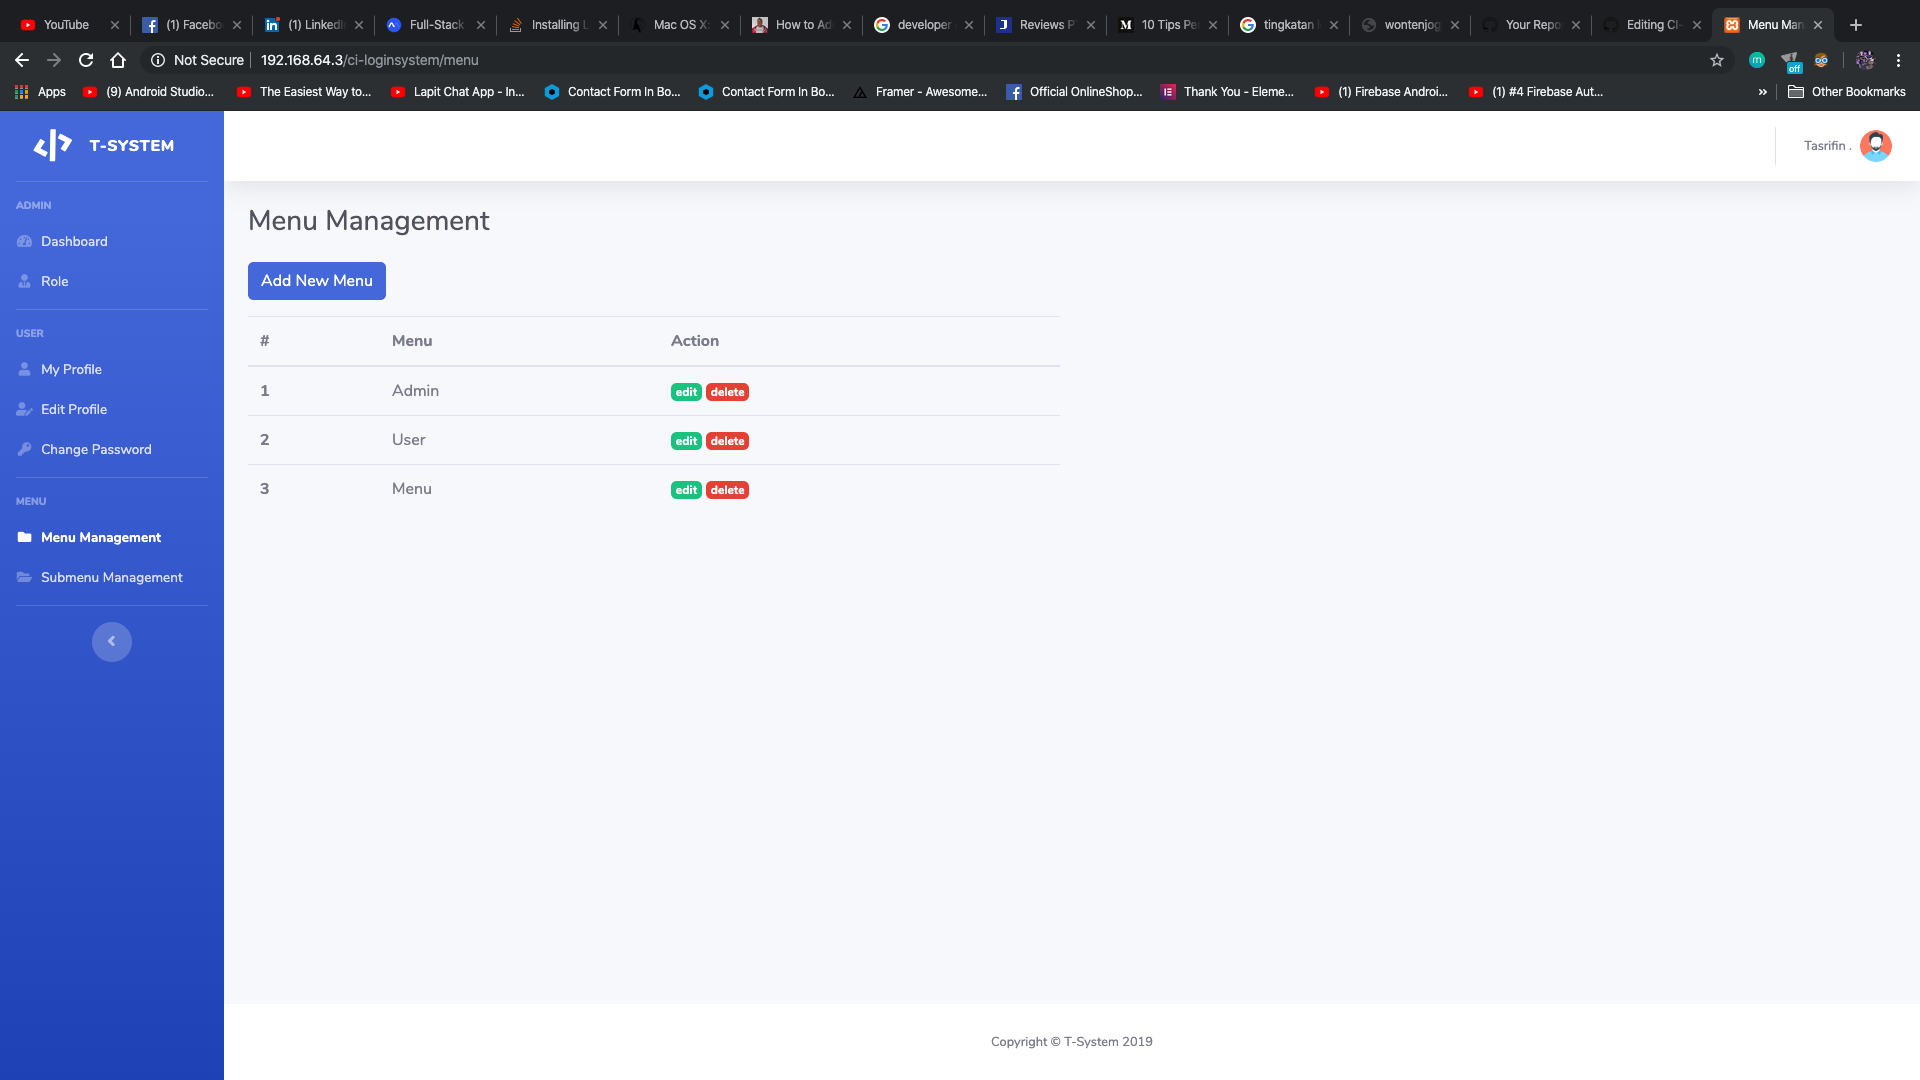 YouTube
(1) Facebo
(1) LinkedI
Full-Stack
Installing L
Mac OS X:
How to Ad
developer
Reviews P
10 Tips Pe
tingkatan
wontenjog
Your Repo
Editing CI-
Menu Man
Not Secure 192.168.64.3/ci-loginsystem/menu
off
Apps
(9) Android Studio...
The Easiest Way to...
Lapit Chat App - In...
Contact Form In Bo...
Contact Form In Bo...
Framer - Awesome...
Official OnlineShop...
Thank You - Eleme...
(1) Firebase Androi...
(1) #4 Firebase Aut...
Other Bookmarks
T-SYSTEM
Tasrifin .
ADMIN
Dashboard
Role
USER
My Profile
Edit Profile
Change Password
MENU
Menu Management
Submenu Management
Menu Management
Add New Menu
# Menu Action
1 Admin edit delete
2 User edit delete
3 Menu edit delete
Copyright © T-System 2019